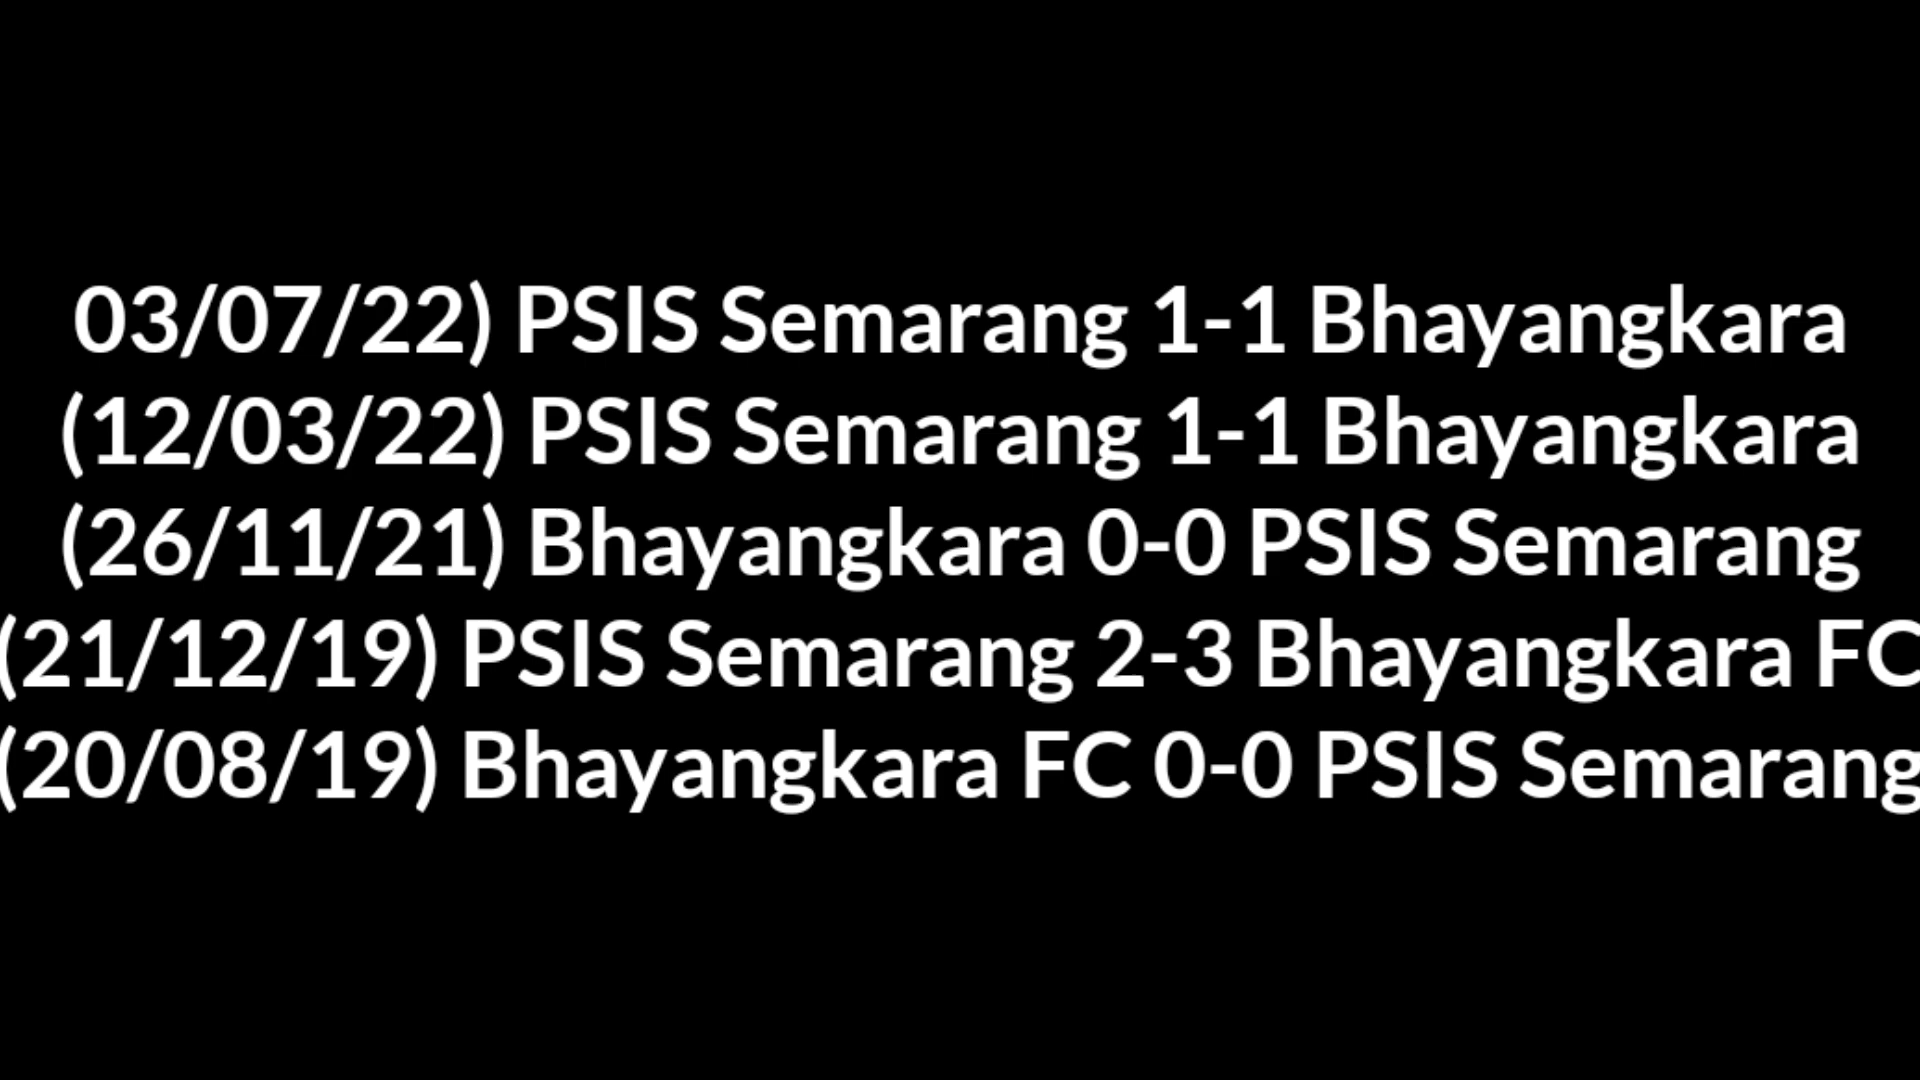 03/07/22) PSIS Semarang 1-1 Bhayangkara
(12/03/22) PSIS Semarang 1-1 Bhayangkara
(26/11/21) Bhayangkara 0-0 PSIS Semarang
(21/12/19) PSIS Semarang 2-3 Bhayangkara FC
(20/08/19) Bhayangkara FC 0-0 PSIS Semarang